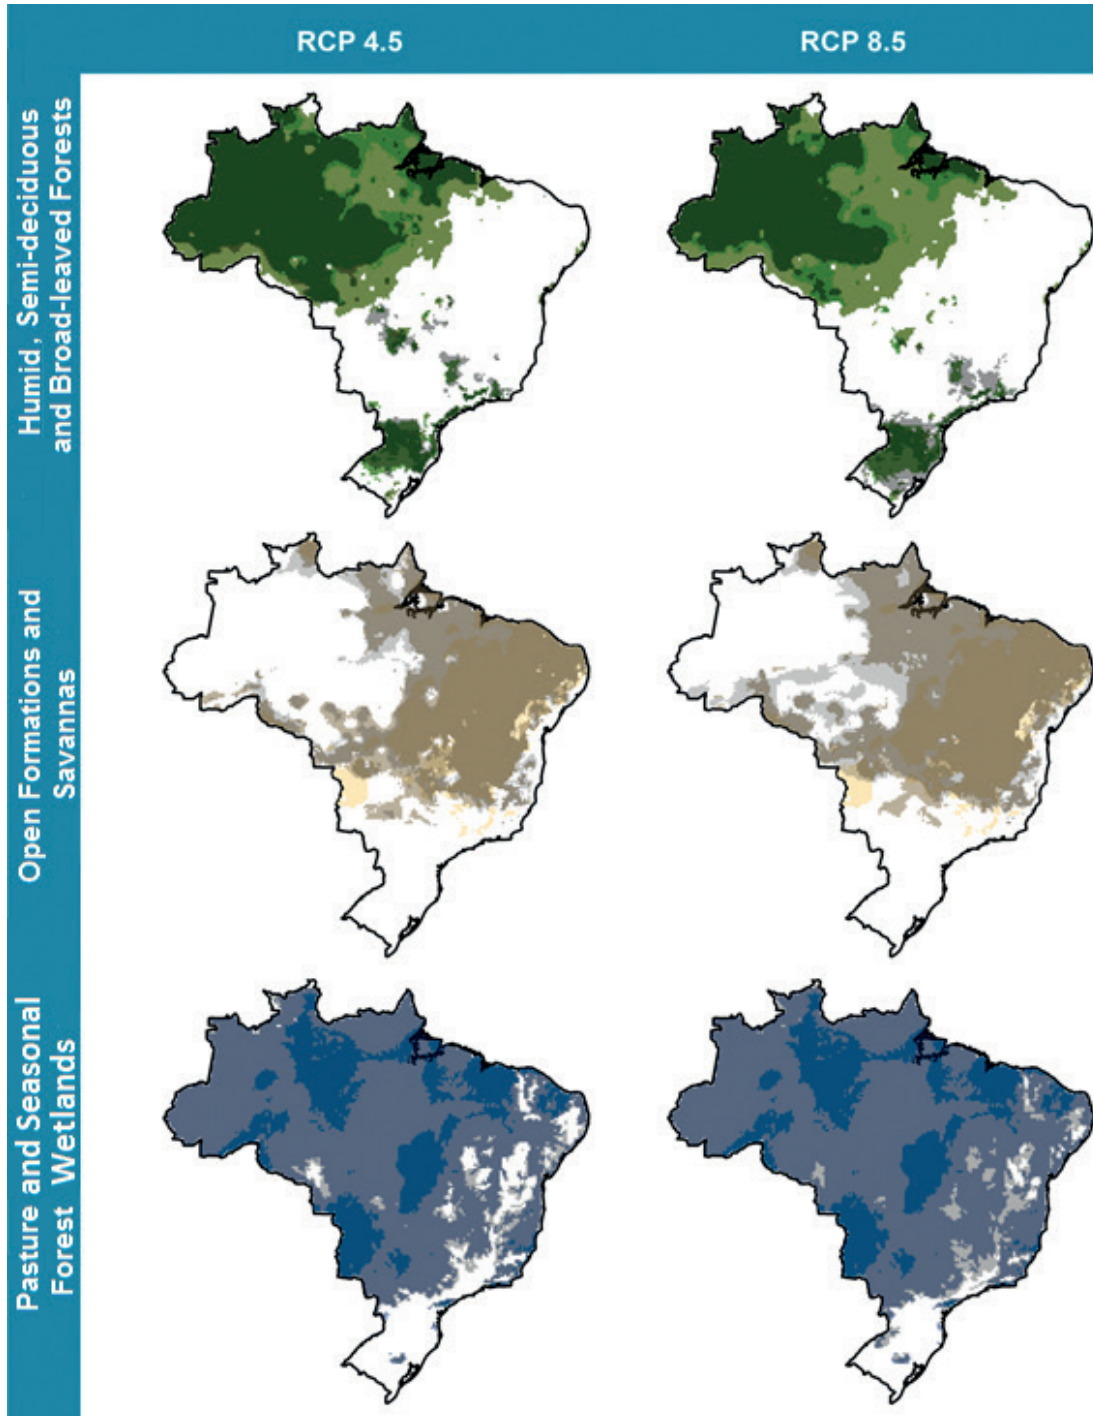 RCP 4.5
RCP 8.5
Humid, Semi-deciduous
and Broad-leaved Forests
Open Formations and
Savannas
Pasture and Seasonal
Forest Wetlands